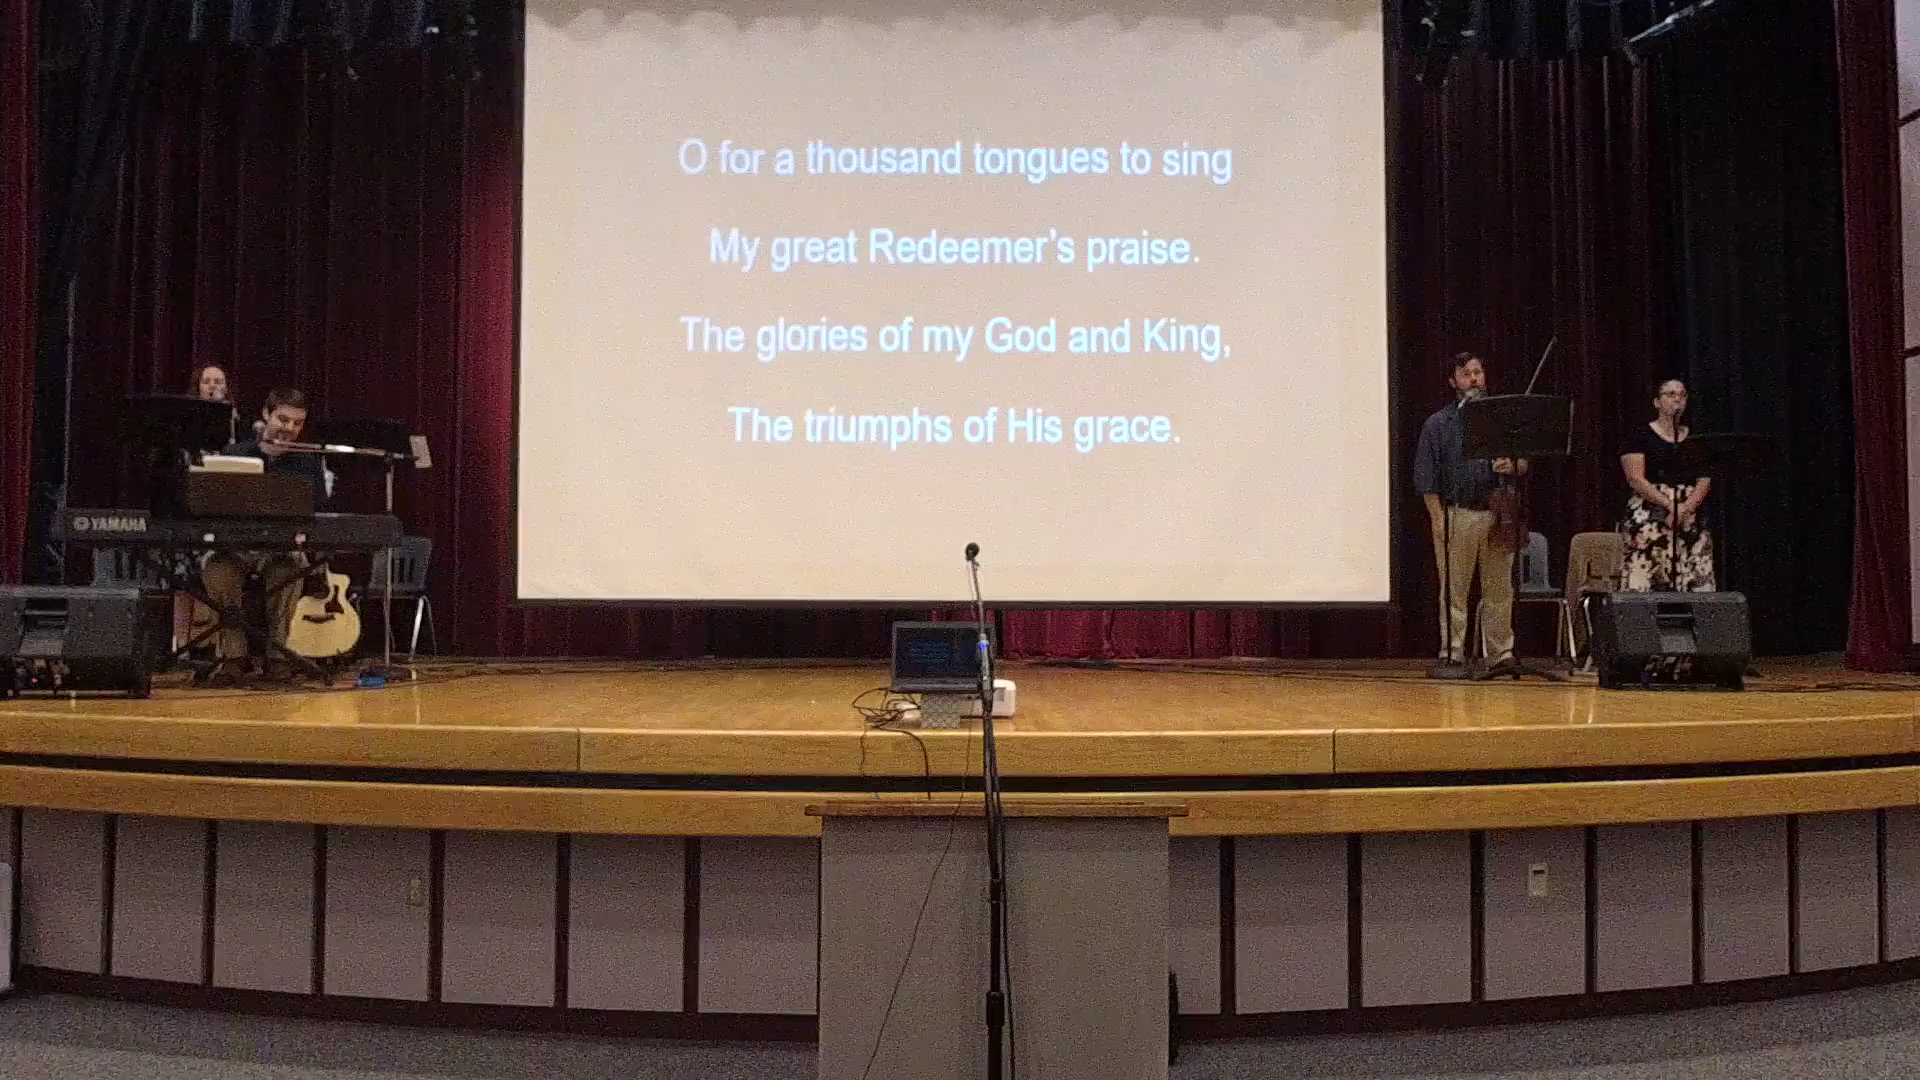 O for a thousand tongues to sing
My great Redeemer's praise.
The glories of my God and King,
The triumphs of His grace.
YAMAHA